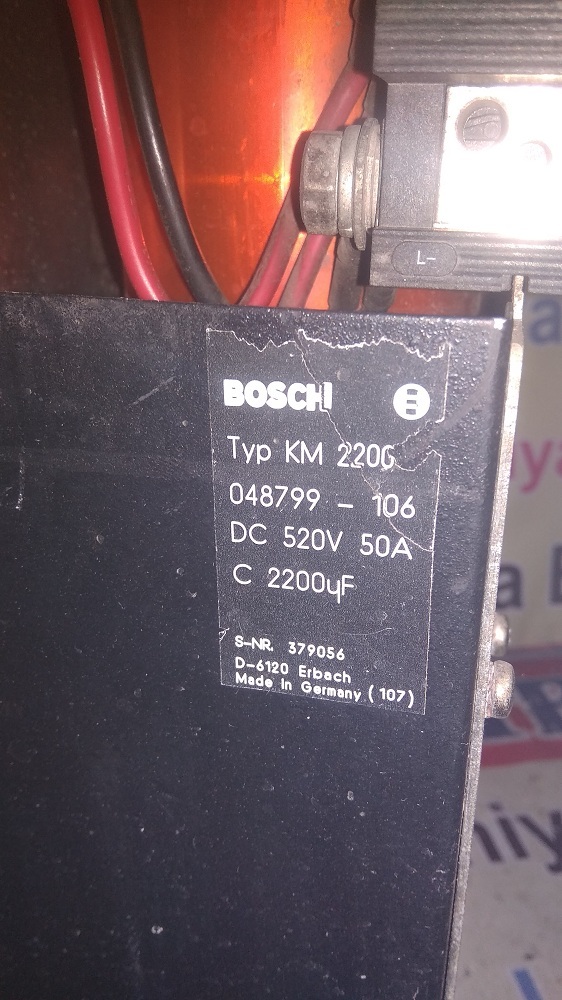 L-
BOSCH
Typ KM 2200
048799 - 106
DC 520V 50A
C 2200µF
S-NR. 379056
D-6120 Erbach
Made in Germany (107)